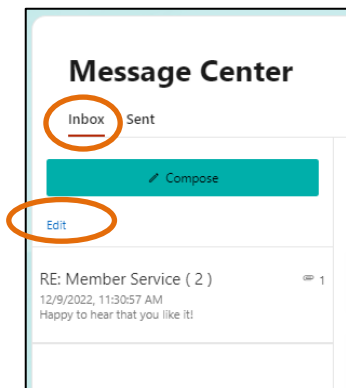 Message Center
Inbox Sent
Compose
Edit
RE: Member Service ( 2 ) 1
12/9/2022, 11:30:57 AM
Happy to hear that you like it!